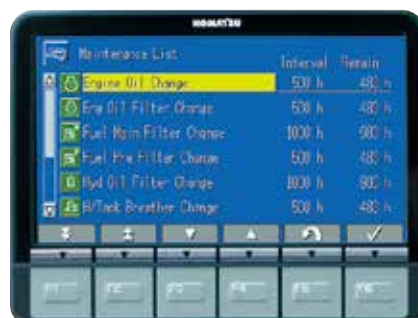 KOMATSU
Maintenance List
Interval Remain
Engine Oil Change 500 h 480 h
Eng Oil Filter Change 500 h 480 h
Fuel Main Filter Change 1000 h 980 h
Fuel Pre Filter Change 500 h 480 h
Hyd Oil Filter Change 1000 h 980 h
H/Tank Breather Change 500 h 480 h
F1 F2 F3 F4 F5 F6